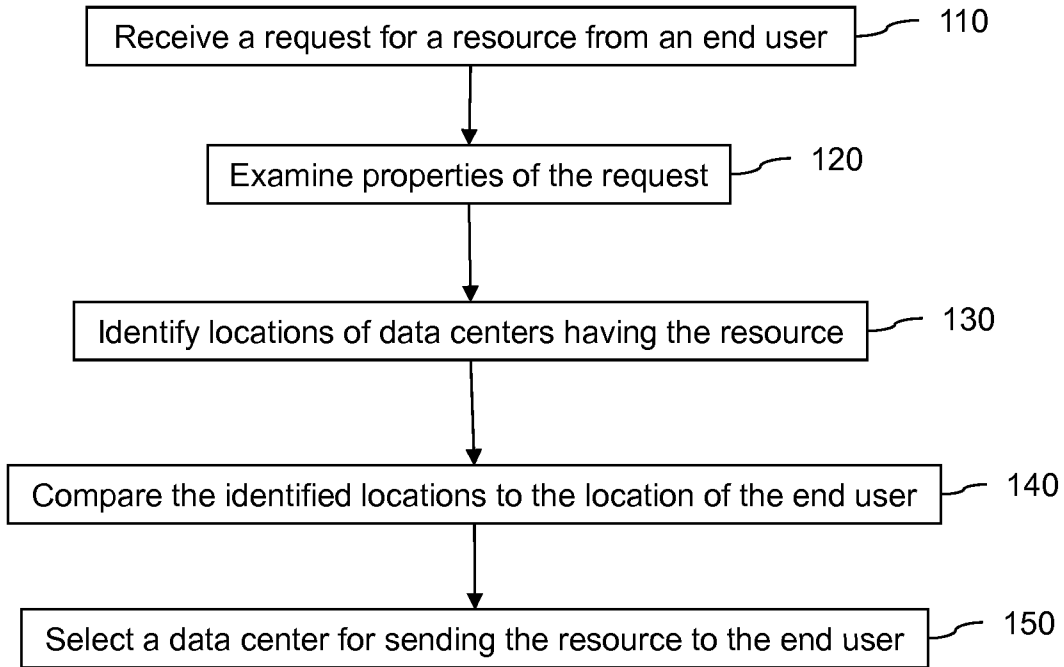 Receive a request for a resource from an end user 110
Examine properties of the request 120
Identify locations of data centers having the resource 130
Compare the identified locations to the location of the end user 140
Select a data center for sending the resource to the end user 150